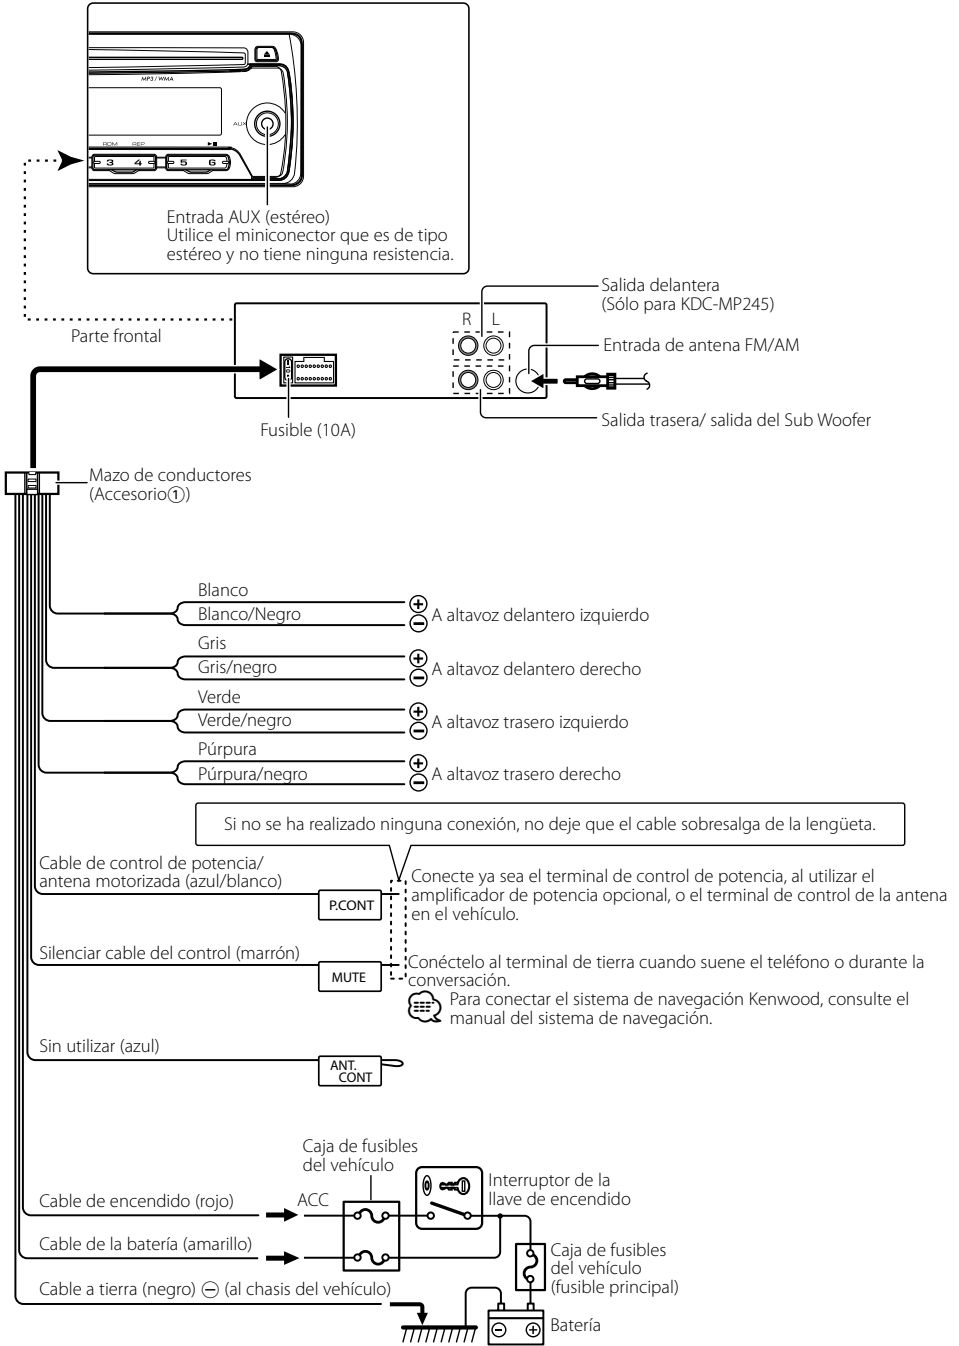 MP3 / WMA
AUX
RDM REP ►■
3 4 5 6
Entrada AUX (estéreo)
Utilice el miniconector que es de tipo
estéreo y no tiene ninguna resistencia.
Salida delantera
(Sólo para KDC-MP245)
R L
Parte frontal
Entrada de antena FM/AM
Fusible (10A)
Salida trasera/ salida del Sub Woofer
Mazo de conductores
(Accesorio①)
Blanco
Blanco/Negro
⊕
⊖
A altavoz delantero izquierdo
Gris
Gris/negro
⊕
⊖
A altavoz delantero derecho
Verde
Verde/negro
⊕
⊖
A altavoz trasero izquierdo
Púrpura
Púrpura/negro
⊕
⊖
A altavoz trasero derecho
Si no se ha realizado ninguna conexión, no deje que el cable sobresalga de la lengüeta.
Cable de control de potencia/
antena motorizada (azul/blanco)
P.CONT
Conecte ya sea el terminal de control de potencia, al utilizar el
amplificador de potencia opcional, o el terminal de control de la antena
en el vehículo.
Silenciar cable del control (marrón)
MUTE
Conéctelo al terminal de tierra cuando suene el teléfono o durante la
conversación.
Para conectar el sistema de navegación Kenwood, consulte el
manual del sistema de navegación.
Sin utilizar (azul)
ANT.
CONT
Caja de fusibles
del vehículo
Interruptor de la
llave de encendido
Cable de encendido (rojo)
ACC
Cable de la batería (amarillo)
Caja de fusibles
del vehículo
(fusible principal)
Cable a tierra (negro) ⊖ (al chasis del vehículo)
⊖ ⊕
Batería